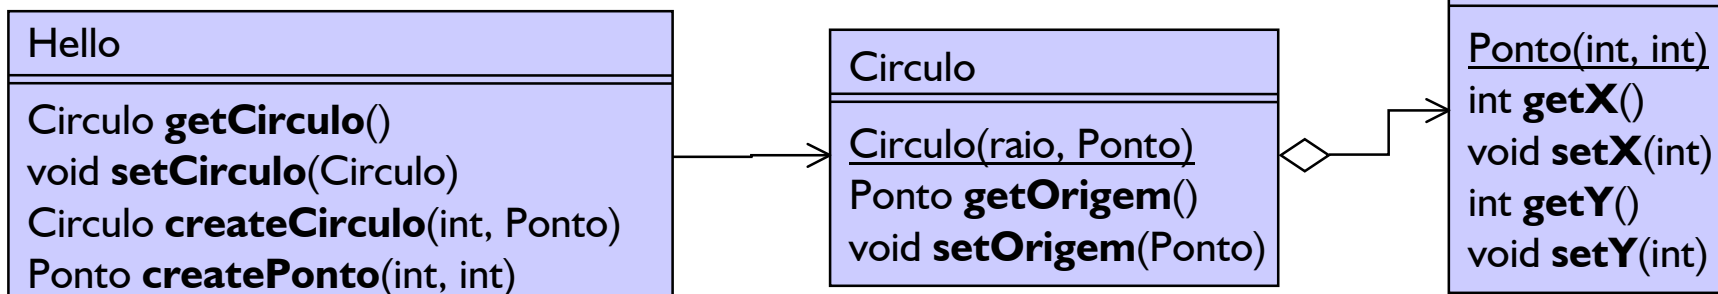 Hello
Circulo getCirculo()
void setCirculo(Circulo)
Circulo createCirculo(int, Ponto)
Ponto createPonto(int, int)
Circulo
Circulo(raio, Ponto)
Ponto getOrigem()
void setOrigem(Ponto)
Ponto(int, int)
int getX()
void setX(int)
int getY()
void setY(int)